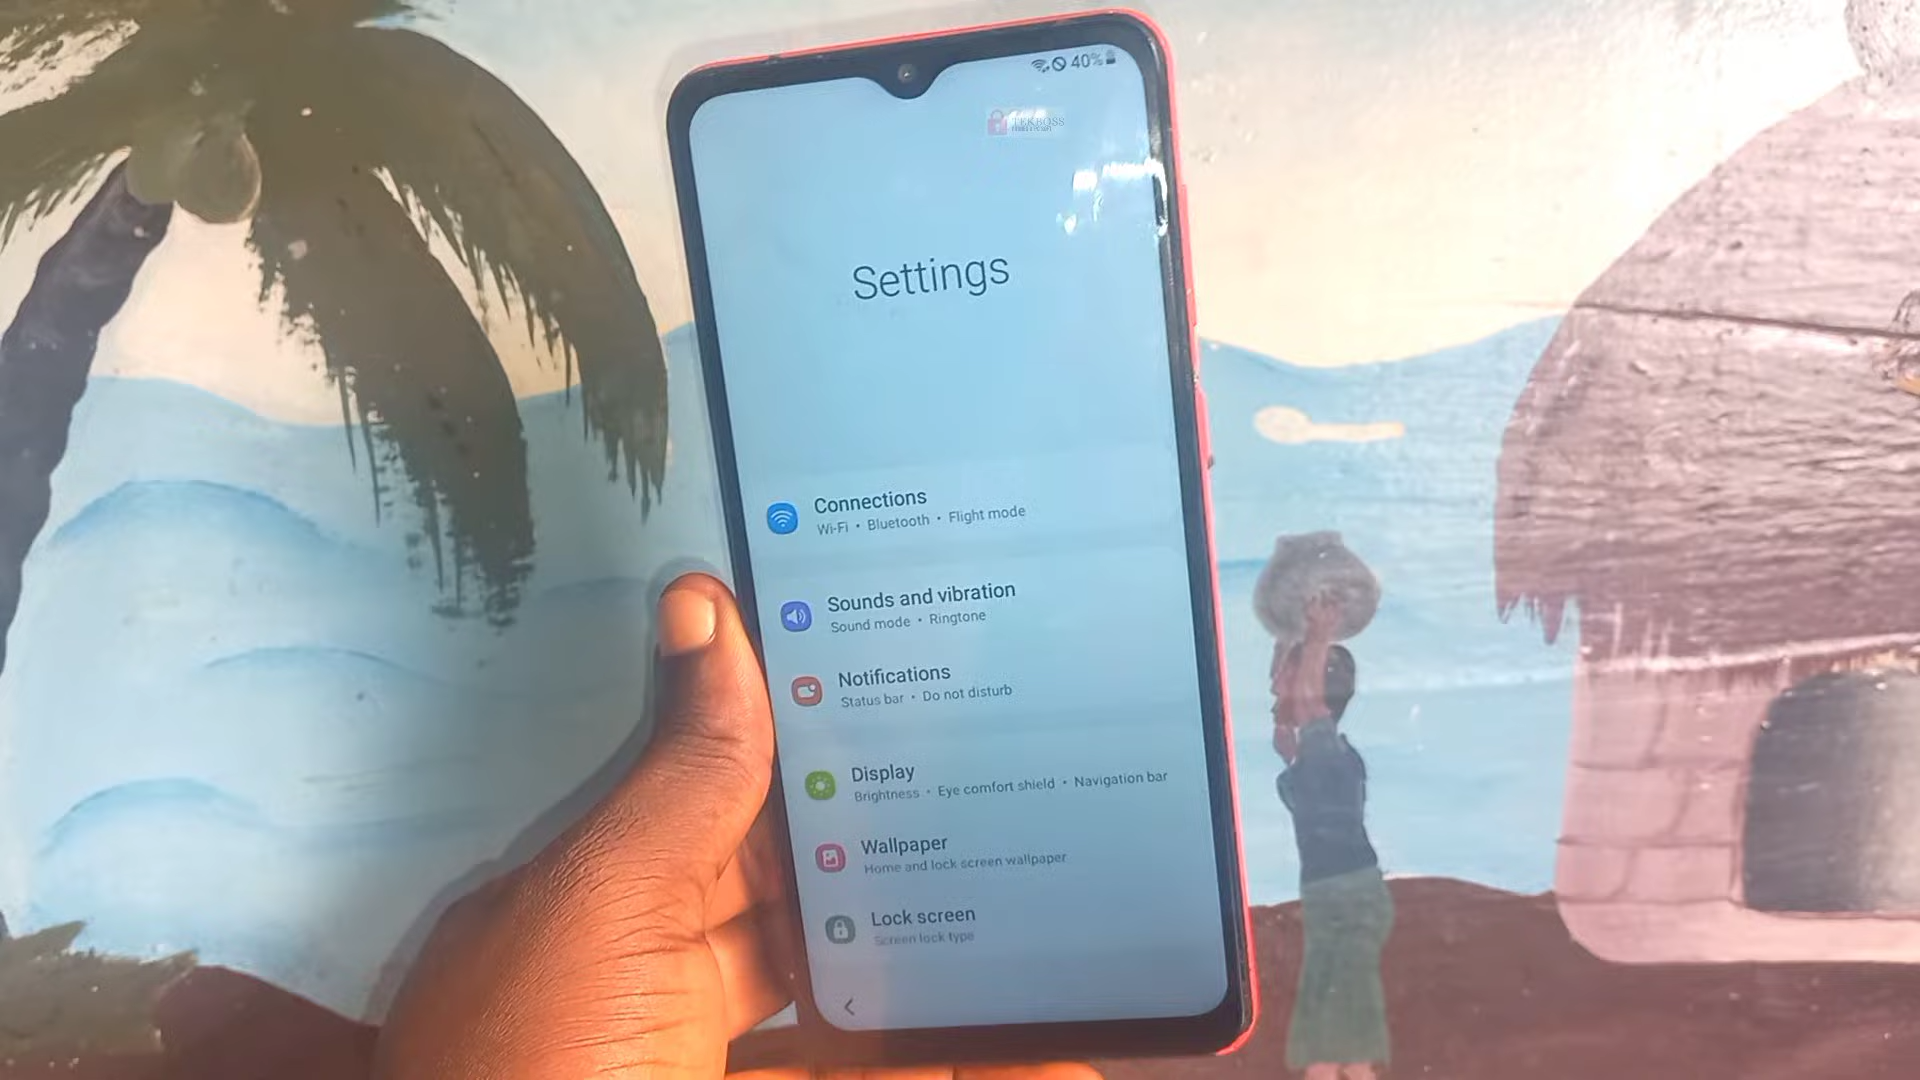 40%
TEKBOSS
Settings
Connections
Wi-Fi • Bluetooth • Flight mode
Sounds and vibration
Sound mode • Ringtone
Notifications
Status bar • Do not disturb
Display
Brightness • Eye comfort shield • Navigation bar
Wallpaper
Home and lock screen wallpaper
Lock screen
Screen lock type